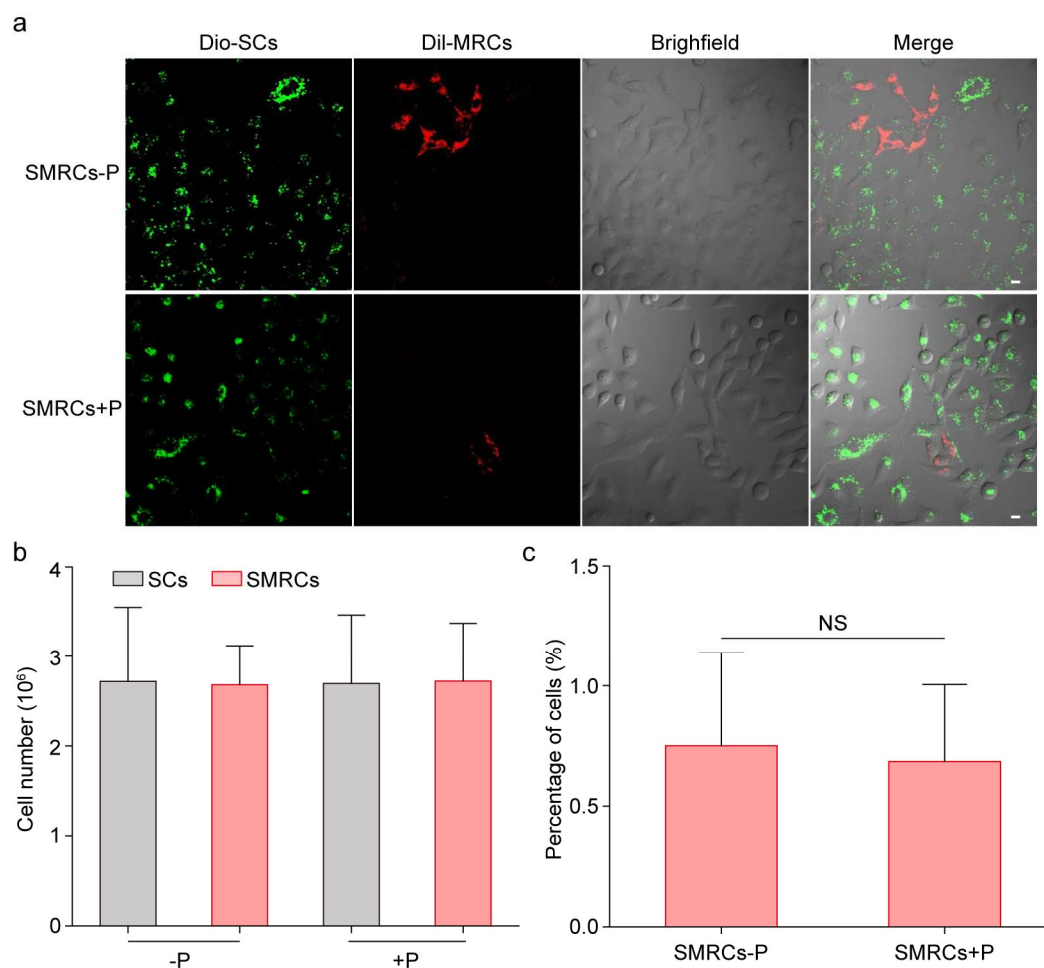 a
Dio-SCs Dil-MRCs Brighfield Merge
SMRCs-P
SMRCs+P
b
SCs SMRCs
Cell number (10⁶)
4
3
2
1
0
-P +P
c
NS
Percentage of cells (%)
1.5
1.0
0.5
0.0
SMRCs-P SMRCs+P